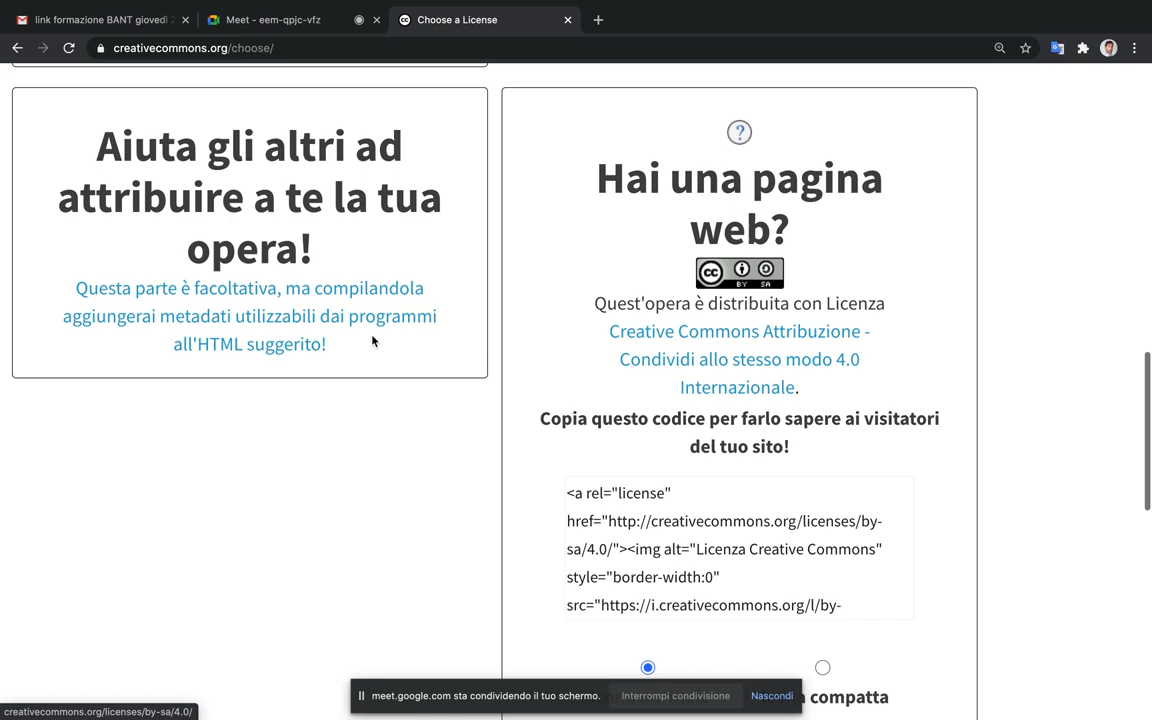 link formazione BANT giovedì
Meet - eem-qpjc-vfz
Choose a License
creativecommons.org/choose/
Aiuta gli altri ad
attribuire a te la tua
opera!
Questa parte è facoltativa, ma compilandola
aggiungerai metadati utilizzabili dai programmi
all'HTML suggerito!
?
Hai una pagina
web?
cc BY SA
Quest'opera è distribuita con Licenza
Creative Commons Attribuzione -
Condividi allo stesso modo 4.0
Internazionale.
Copia questo codice per farlo sapere ai visitatori
del tuo sito!
<a rel="license"
href="http://creativecommons.org/licenses/by-
sa/4.0/"><img alt="Licenza Creative Commons"
style="border-width:0"
src="https://i.creativecommons.org/l/by-
compatta
meet.google.com sta condividendo il tuo schermo.
Interrompi condivisione
Nascondi
creativecommons.org/licenses/by-sa/4.0/